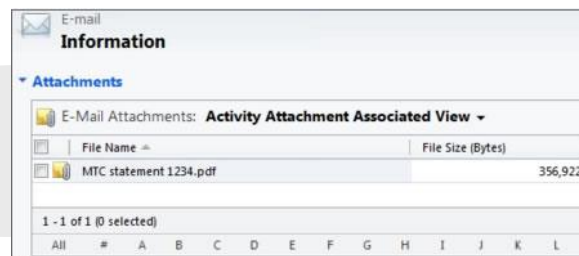 E-mail
Information
Attachments
E-Mail Attachments: Activity Attachment Associated View
File Name File Size (Bytes)
MTC statement 1234.pdf 356,922
1 - 1 of 1 (0 selected)
All # A B C D E F G H I J K L